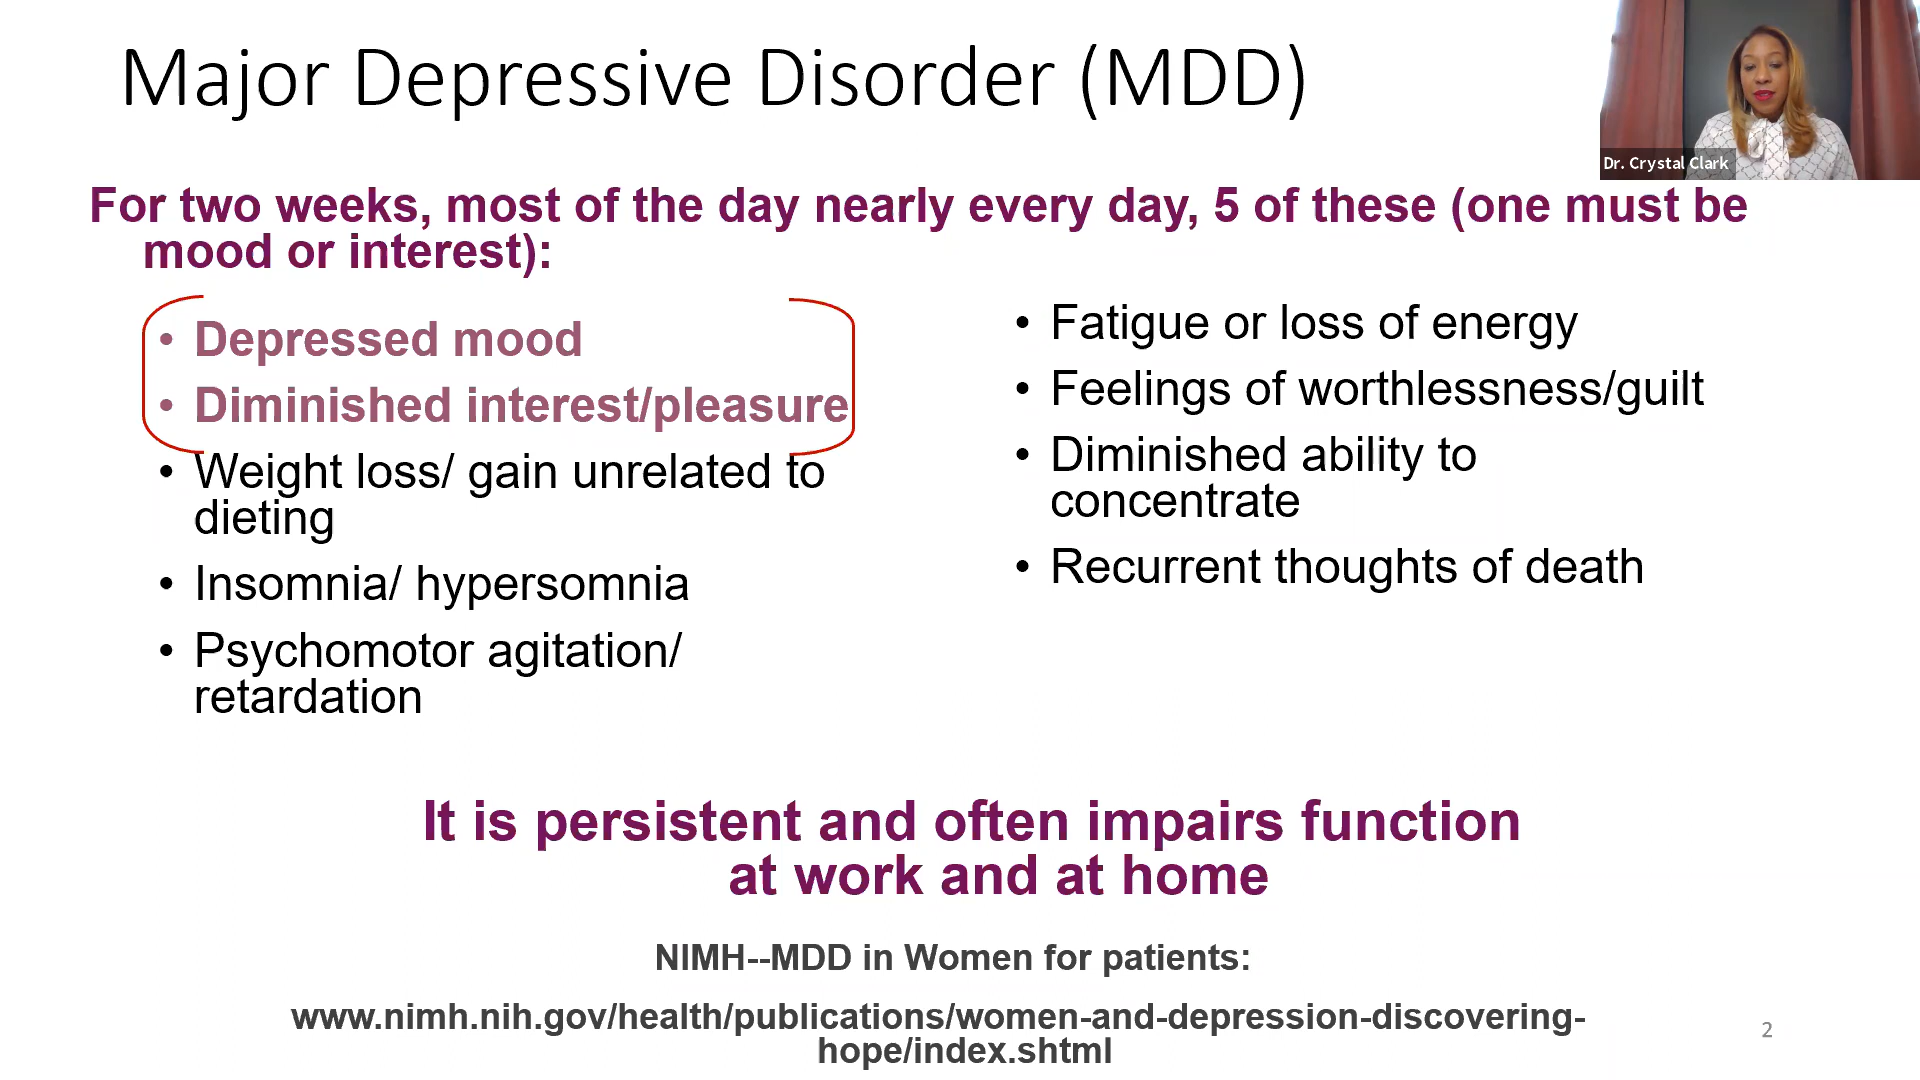 Major Depressive Disorder (MDD)
Dr. Crystal Clark
For two weeks, most of the day nearly every day, 5 of these (one must be
mood or interest):
• Depressed mood
• Diminished interest/pleasure
• Weight loss/ gain unrelated to
dieting
• Insomnia/ hypersomnia
• Psychomotor agitation/
retardation
• Fatigue or loss of energy
• Feelings of worthlessness/guilt
• Diminished ability to
concentrate
• Recurrent thoughts of death
It is persistent and often impairs function
at work and at home
NIMH--MDD in Women for patients:
www.nimh.nih.gov/health/publications/women-and-depression-discovering-
hope/index.shtml
2